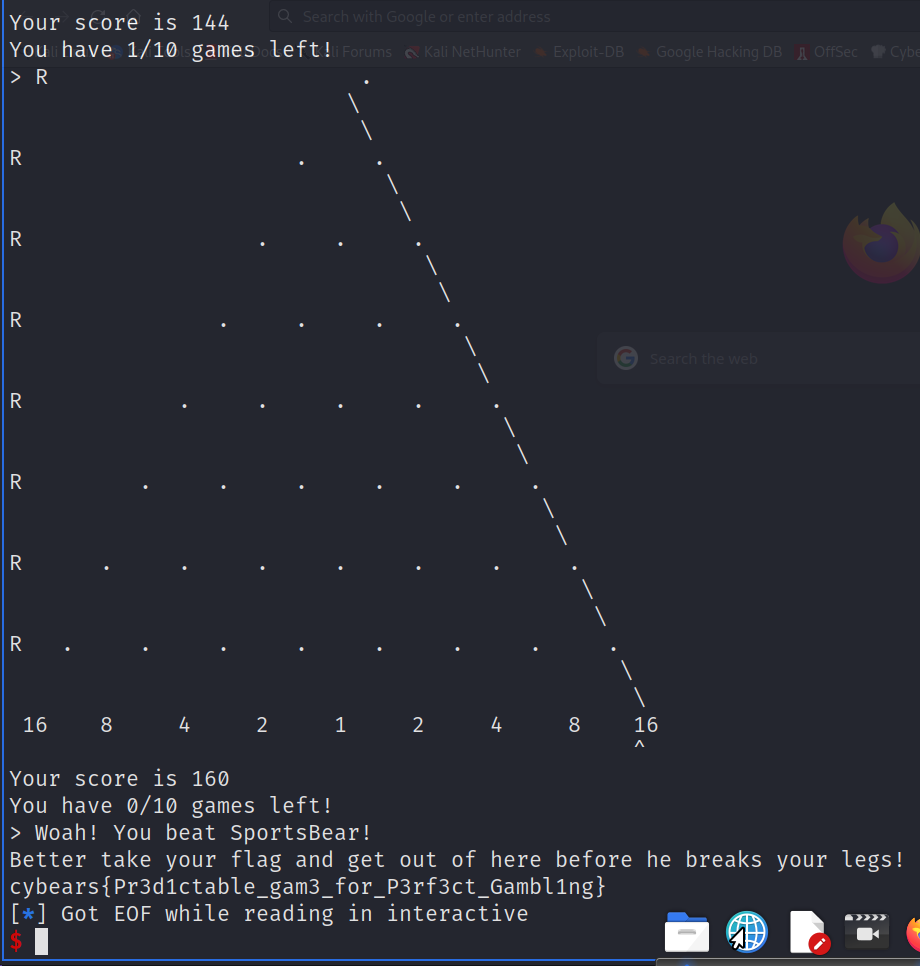 Search with Google or enter address
Your score is 144
You have 1/10 games left!
Forums Kali NetHunter Exploit-DB Google Hacking DB OffSec
> R .
\
\
R . .
\
\
R . . .
\
\
R . . . .
\
\
Search the web
R . . . . .
\
\
R . . . . . .
\
\
R . . . . . . .
\
\
R . . . . . . . .
\
\
16 8 4 2 1 2 4 8 16
^
Your score is 160
You have 0/10 games left!
> Woah! You beat SportsBear!
Better take your flag and get out of here before he breaks your legs!
cybears{Pr3d1ctable_gam3_for_P3rf3ct_Gambl1ng}
[*] Got EOF while reading in interactive
$